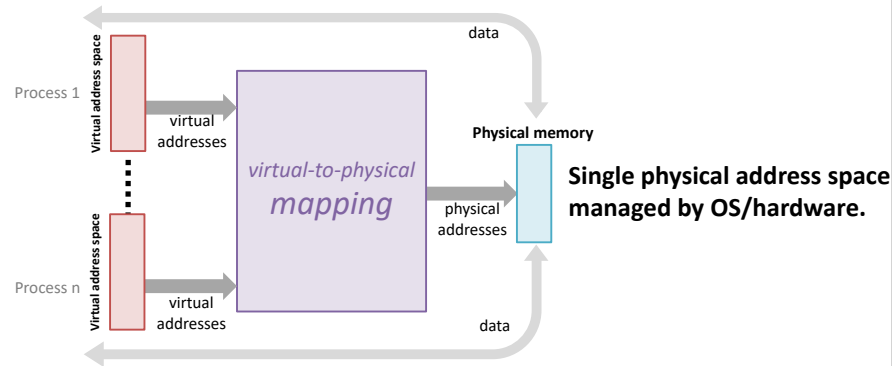 data
Process 1
Virtual address space
virtual
addresses
Physical memory
virtual-to-physical
mapping
physical
addresses
Single physical address space
managed by OS/hardware.
Process n
Virtual address space
virtual
addresses
data